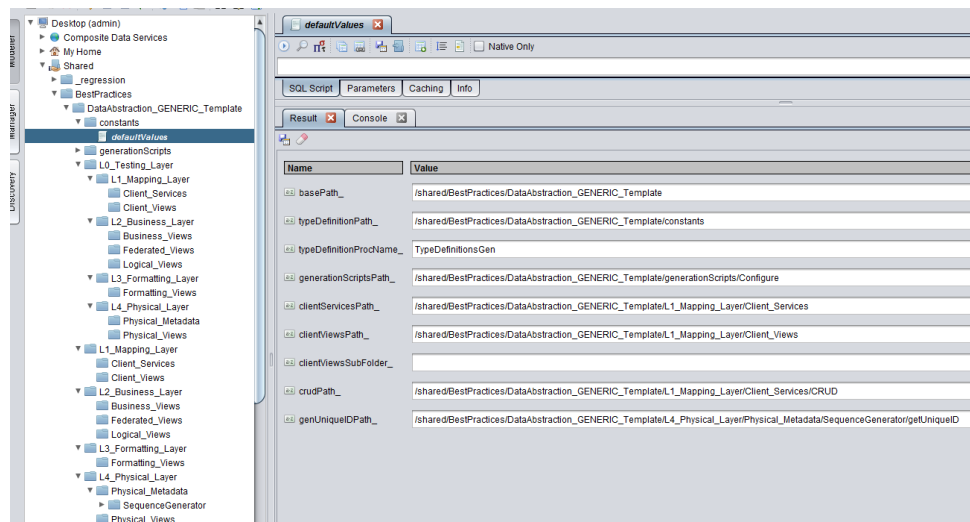 Modeler
Manager
Discovery
Desktop (admin)
Composite Data Services
My Home
Shared
_regression
BestPractices
DataAbstraction_GENERIC_Template
constants
defaultValues
generationScripts
L0_Testing_Layer
L1_Mapping_Layer
Client_Services
Client_Views
L2_Business_Layer
Business_Views
Federated_Views
Logical_Views
L3_Formatting_Layer
Formatting_Views
L4_Physical_Layer
Physical_Metadata
Physical_Views
L1_Mapping_Layer
Client_Services
Client_Views
L2_Business_Layer
Business_Views
Federated_Views
Logical_Views
L3_Formatting_Layer
Formatting_Views
L4_Physical_Layer
Physical_Metadata
SequenceGenerator
Physical_Views
defaultValues
Native Only
SQL Script Parameters Caching Info
Result Console
Name Value
basePath_ /shared/BestPractices/DataAbstraction_GENERIC_Template
typeDefinitionPath_ /shared/BestPractices/DataAbstraction_GENERIC_Template/constants
typeDefinitionProcName_ TypeDefinitionsGen
generationScriptsPath_ /shared/BestPractices/DataAbstraction_GENERIC_Template/generationScripts/Configure
clientServicesPath_ /shared/BestPractices/DataAbstraction_GENERIC_Template/L1_Mapping_Layer/Client_Services
clientViewsPath_ /shared/BestPractices/DataAbstraction_GENERIC_Template/L1_Mapping_Layer/Client_Views
clientViewsSubFolder_
crudPath_ /shared/BestPractices/DataAbstraction_GENERIC_Template/L1_Mapping_Layer/Client_Services/CRUD
genUniqueIDPath_ /shared/BestPractices/DataAbstraction_GENERIC_Template/L4_Physical_Layer/Physical_Metadata/SequenceGenerator/getUniqueID